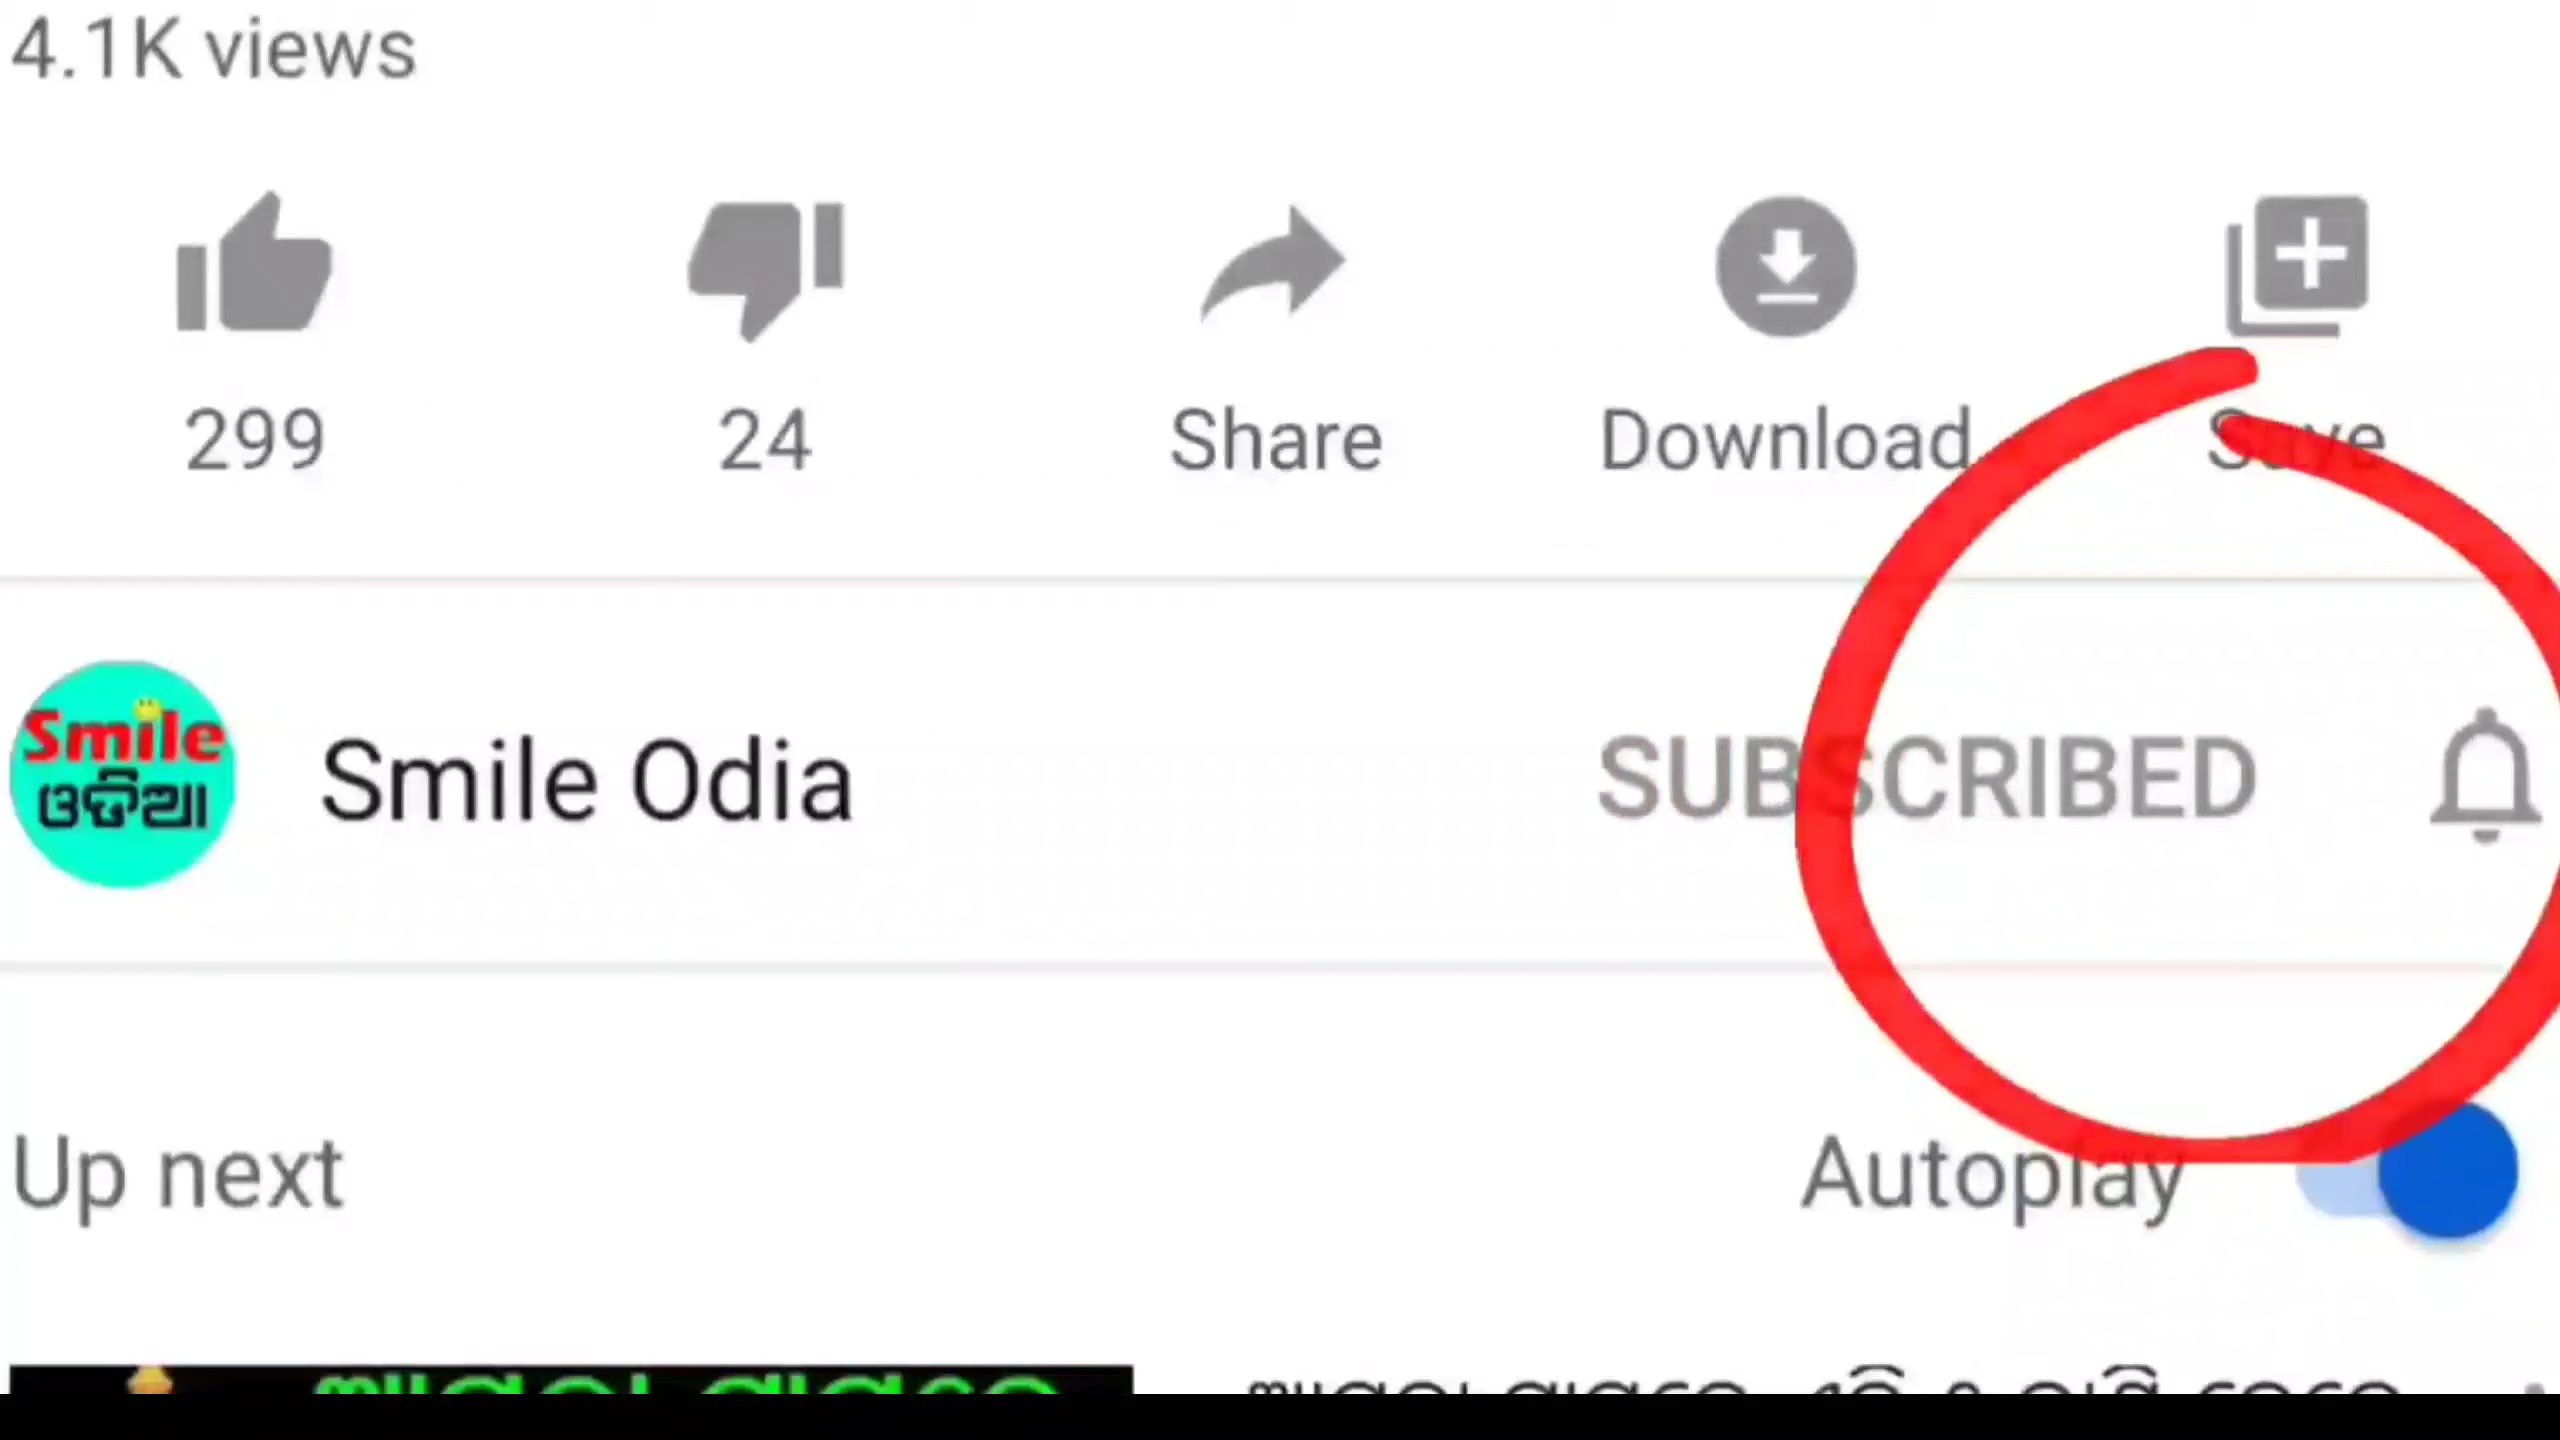 4.1K views
299
24
Share
Download
Save
Smile
ଓଡ଼ିଆ
Smile Odia
SUBSCRIBED
Up next
Autoplay